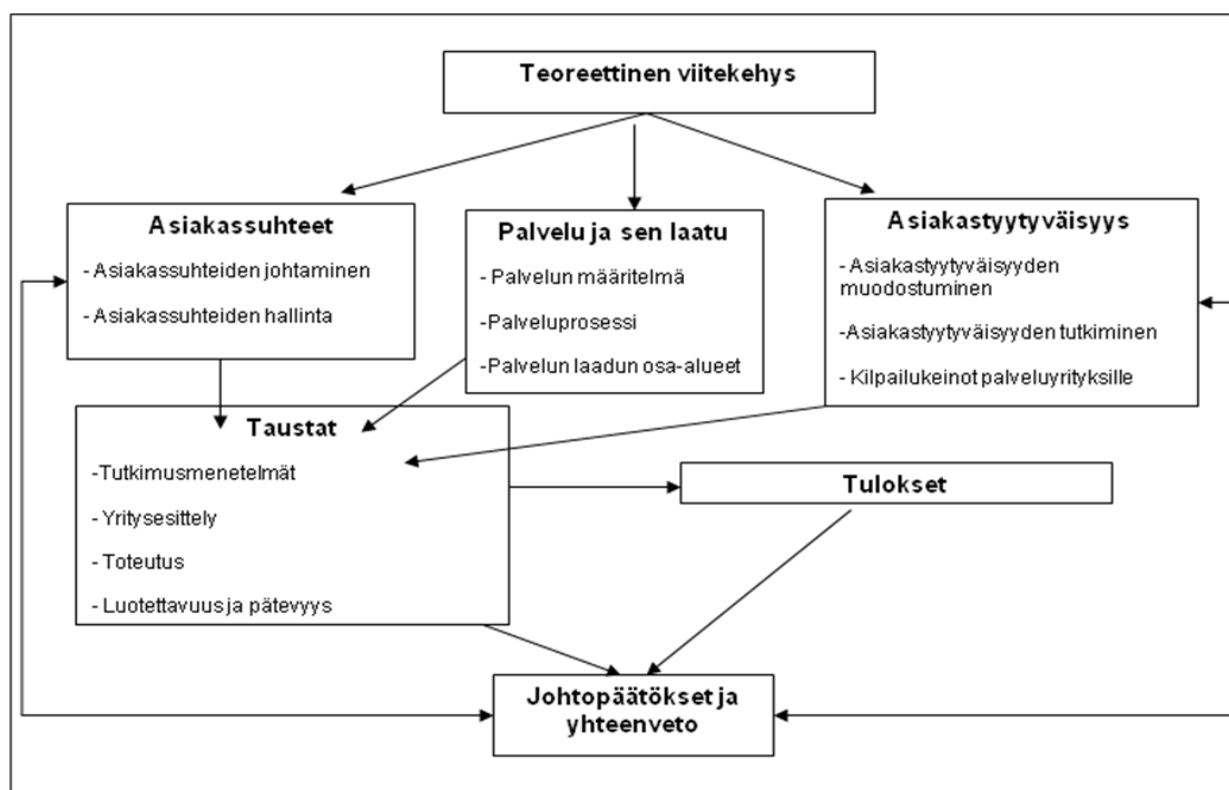 Teoreettinen viitekehys
Asiakassuhteet
- Asiakassuhteiden johtaminen
- Asiakassuhteiden hallinta
Palvelu ja sen laatu
- Palvelun määritelmä
-Palveluprosessi
-Palvelun laadun osa-alueet
Asiakastyytyväisyys
- Asiakastyytyväisyyden
muodostuminen
-Asiakastyytyväisyyden tutkiminen
- Kilpailukeinot palveluyrityksille
Taustat
-Tutkimusmenetelmät
- Yritysesittely
- Toteutus
- Luotettavuus ja pätevyys
Tulokset
Johtopäätökset ja
yhteenveto